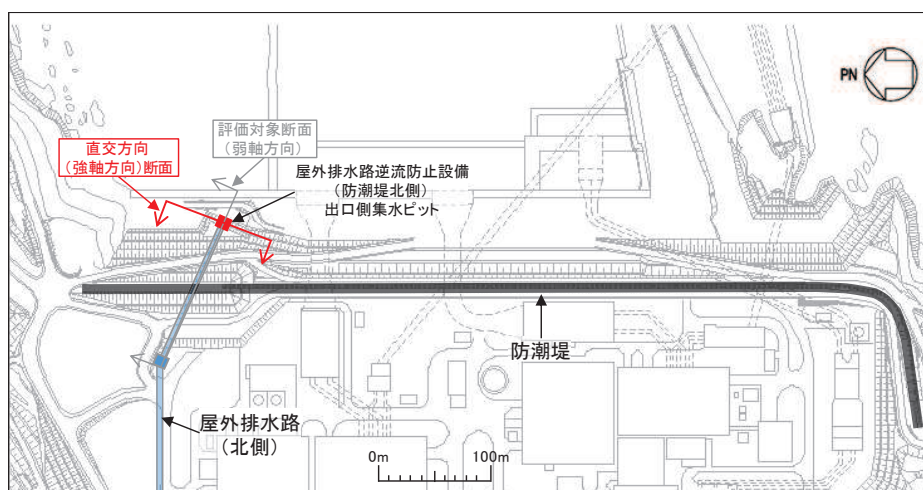 PN
評価対象断面
(弱軸方向)
直交方向
(強軸方向)断面
屋外排水路逆流防止設備
(防潮堤北側)
出口側集水ピット
防潮堤
屋外排水路
(北側)
0m
100m